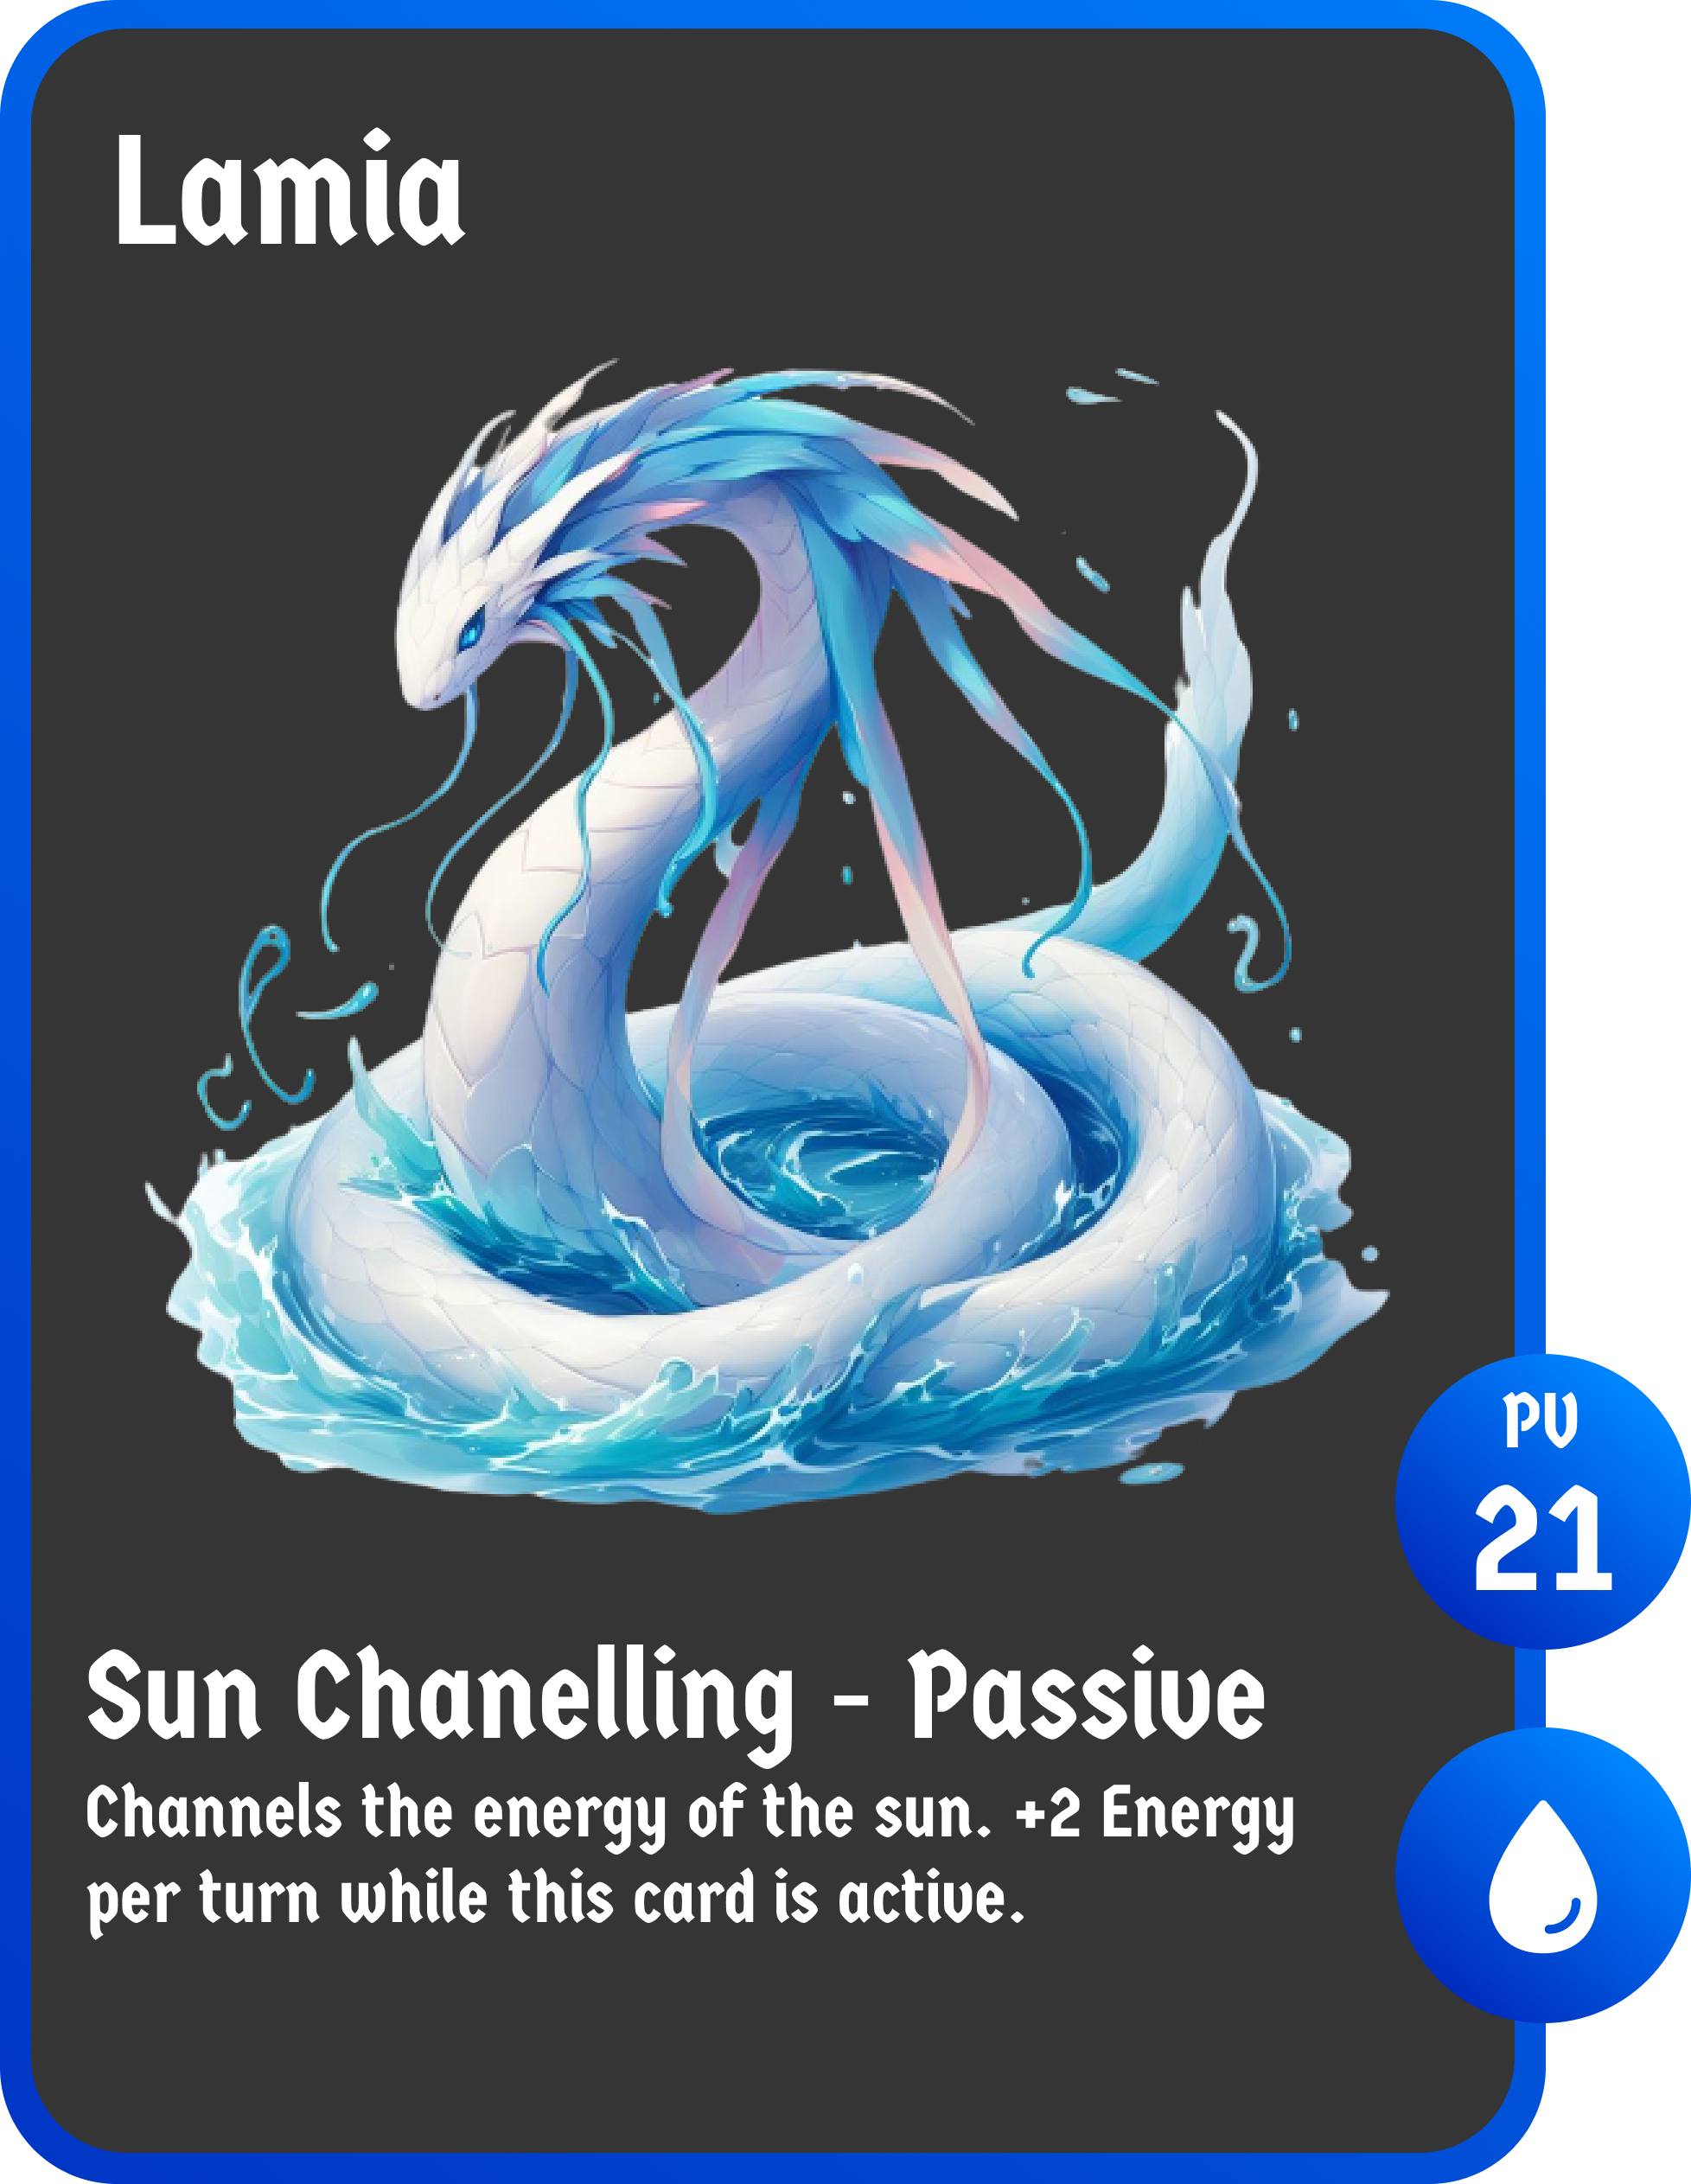 Lamia
PV
21
Sun Chanelling - Passive
Channels the energy of the sun. +2 Energy
per turn while this card is active.